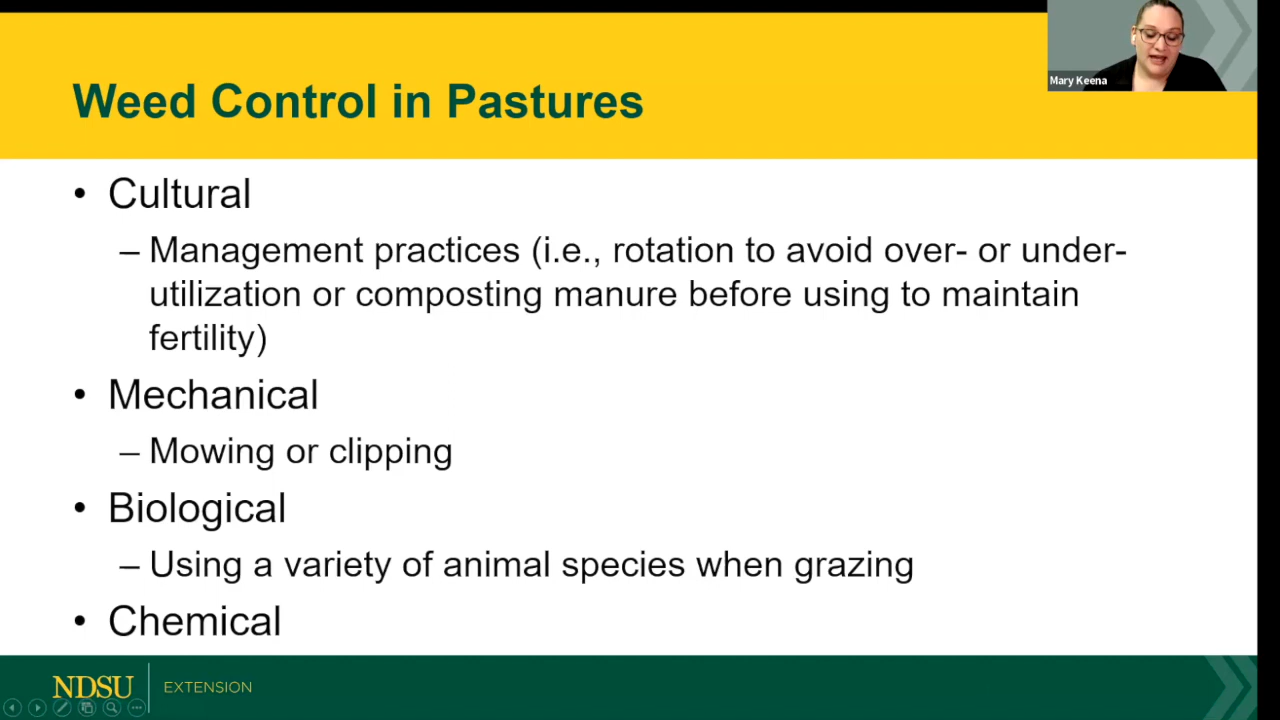 Mary Keena
Weed Control in Pastures
• Cultural
– Management practices (i.e., rotation to avoid over- or under-
utilization or composting manure before using to maintain
fertility)
• Mechanical
– Mowing or clipping
• Biological
– Using a variety of animal species when grazing
• Chemical
NDSU EXTENSION